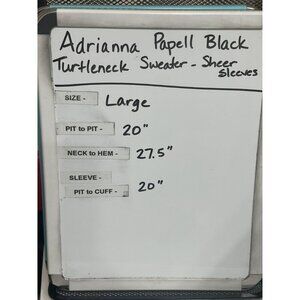 Adrianna Papell Black
Turtleneck Sweater - Sheer
sleeves
SIZE - Large
PIT to PIT - 20"
NECK to HEM - 27.5"
SLEEVE -
PIT to CUFF - 20"